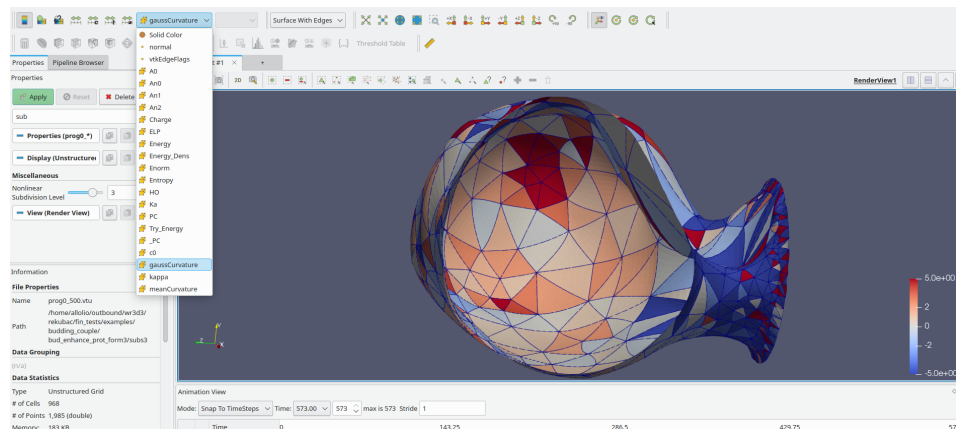 gaussCurvature
Surface With Edges
Threshold Table
Solid Color
normal
vtkEdgeFlags
A0
An0
An1
An2
Charge
ELP
Energy
Energy_Dens
Enorm
Entropy
HO
Ka
PC
Try_Energy
_PC
c0
gaussCurvature
kappa
meanCurvature
Properties
Pipeline Browser
t #1
Properties
2D
RenderView1
Apply
Reset
Delete
sub
Properties (prog0_*)
Display (Unstructure
Miscellaneous
Nonlinear
Subdivision Level
3
View (Render View)
Information
File Properties
Name prog0_500.vtu
/home/allolio/outbound/wr3d3/
rekubac/fin_tests/examples/
Path budding_couple/
bud_enhance_prot_form3/subs3
Data Grouping
(n/a)
Data Statistics
Type Unstructured Grid
# of Cells 968
# of Points 1,985 (double)
Memory: 183 KB
Y
Z
X
5.0e+00
2
0
-2
-5.0e+00
Animation View
Mode: Snap To TimeSteps Time: 573.00 573 max is 573 Stride 1
Time 0 143.25 286.5 429.75 57